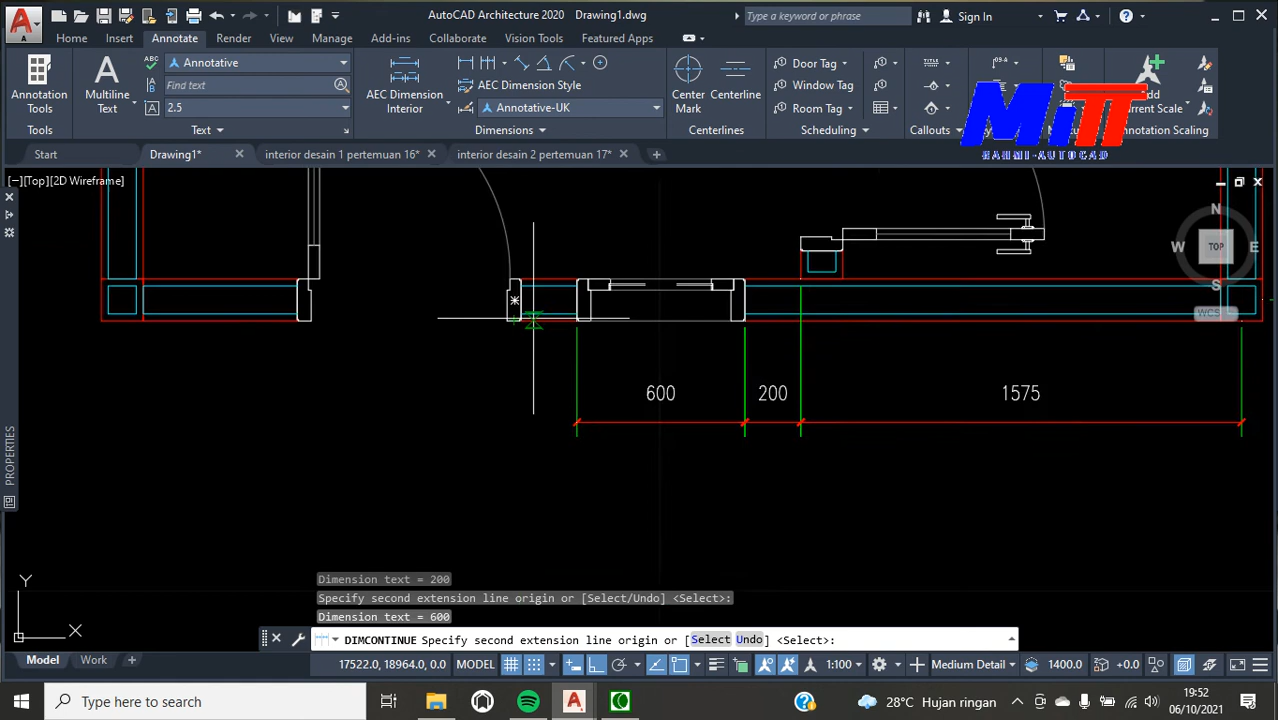 AutoCAD Architecture 2020 Drawing1.dwg
Type a keyword or phrase
Sign In
Home Insert Annotate Render View Manage Add-ins Collaborate Vision Tools Featured Apps
Annotation
Tools
Tools
Multiline
Text
Annotative
Find text
2.5
Text
AEC Dimension
Interior
AEC Dimension Style
Annotative-UK
Dimensions
Center
Mark
Centerline
Centerlines
Door Tag
Window Tag
Room Tag
Scheduling
Callouts
Add
Current Scale
Annotation Scaling
MiTT
RAHMI-AUTOCAD
Start
Drawing1*
interior desain 1 pertemuan 16*
interior desain 2 pertemuan 17*
[−][Top][2D Wireframe]
N
W TOP E
S
WCS
600 200 1575
PROPERTIES
Y
X
Dimension text = 200
Specify second extension line origin or [Select/Undo] <Select>:
Dimension text = 600
DIMCONTINUE Specify second extension line origin or [Select Undo] <Select>:
Model Work
17522.0, 18964.0, 0.0 MODEL
1:100
Medium Detail
1400.0
+0.0
Type here to search
28°C Hujan ringan
19:52
06/10/2021